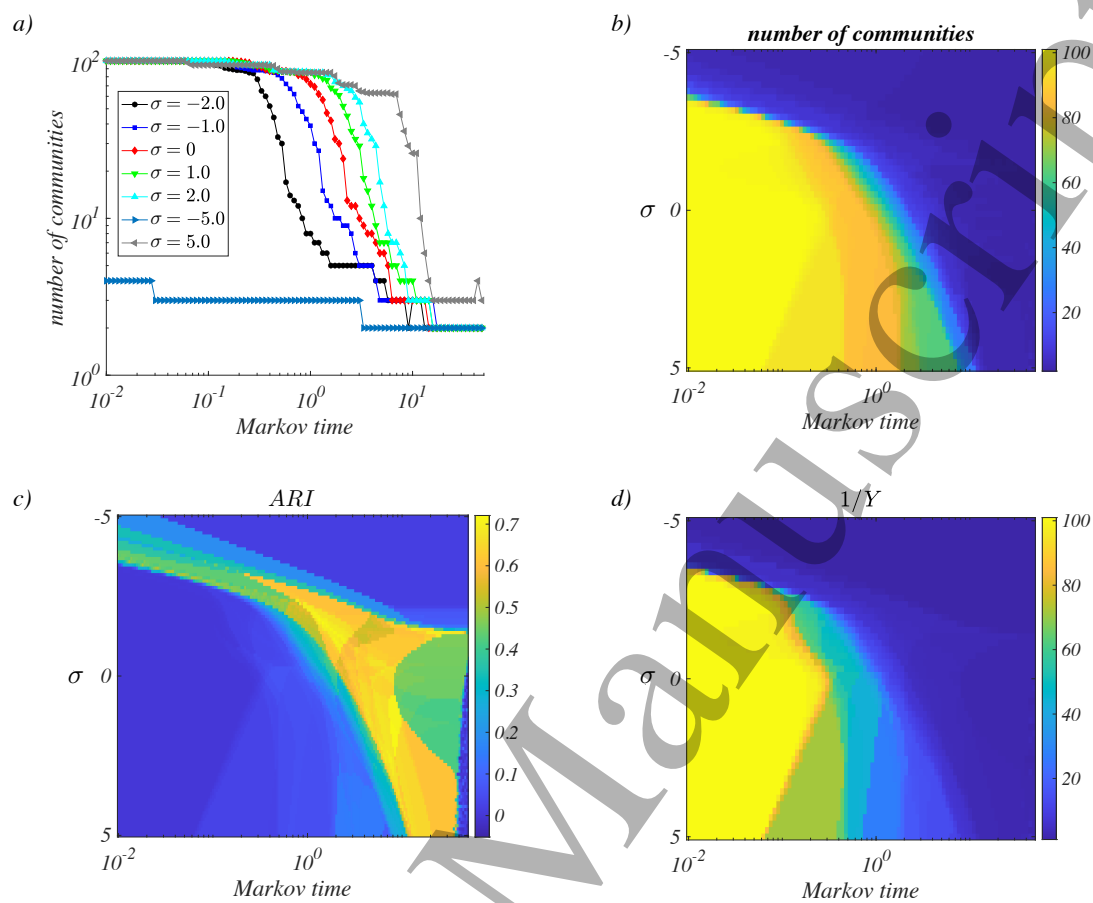 a)
number of communities
10^2
10^1
10^0
σ = −2.0
σ = −1.0
σ = 0
σ = 1.0
σ = 2.0
σ = −5.0
σ = 5.0
10^-2
10^-1
10^0
10^1
Markov time
b)
number of communities
-5
σ
0
5
10^-2
10^0
Markov time
100
80
60
40
20
c)
ARI
-5
σ
0
5
10^-2
10^0
Markov time
0.7
0.6
0.5
0.4
0.3
0.2
0.1
0
d)
1/Y
-5
σ
0
5
10^-2
10^0
Markov time
100
80
60
40
20
Manuscrip